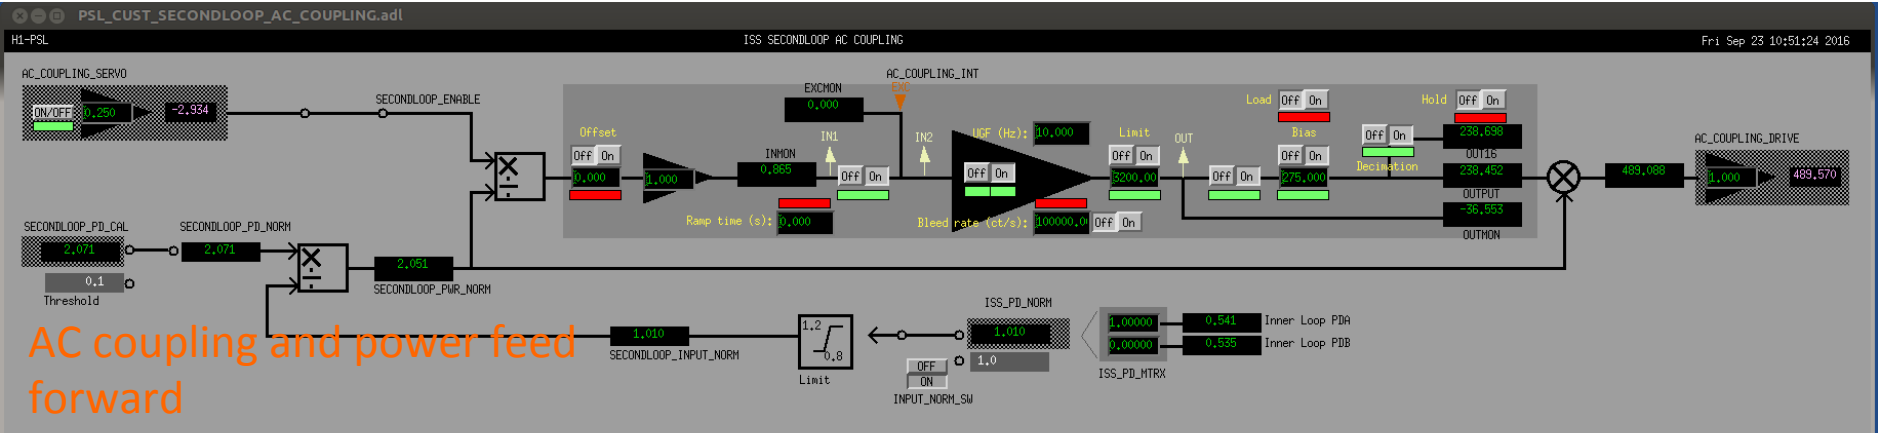 PSL_CUST_SECONDLOOP_AC_COUPLING.adl
H1-PSL ISS SECONDLOOP AC COUPLING Fri Sep 23 10:51:24 2016
AC_COUPLING_SERVO
ON/OFF 0.250 -2.934
SECONDLOOP_ENABLE
EXCMON
0.000
AC_COUPLING_INT
EXC
Offset
Off On
0.000
1.000
INMON
0.865
IN1
Off On
Ramp time (s): 0.000
IN2
UGF (Hz): 10.000
Off On
Bleed rate (ct/s): Off On
Limit
Off On
3200.00
OUT
Off On
Load Off On
Bias
Off On
275.000
Hold Off On
Off On
Decimation
238.698
OUT16
238.452
OUTPUT
-36.553
OUTMON
489.088
AC_COUPLING_DRIVE
1.000 489.570
SECONDLOOP_PD_CAL
2.071
SECONDLOOP_PD_NORM
2.071
0.1
Threshold
2.051
SECONDLOOP_PWR_NORM
1.010
SECONDLOOP_INPUT_NORM
1.2
0.8
Limit
ISS_PD_NORM
1.010
1.0
OFF
ON
INPUT_NORM_SW
1.00000 0.541 Inner Loop PDA
0.00000 0.535 Inner Loop PDB
ISS_PD_MTRX
AC coupling and power feed
forward